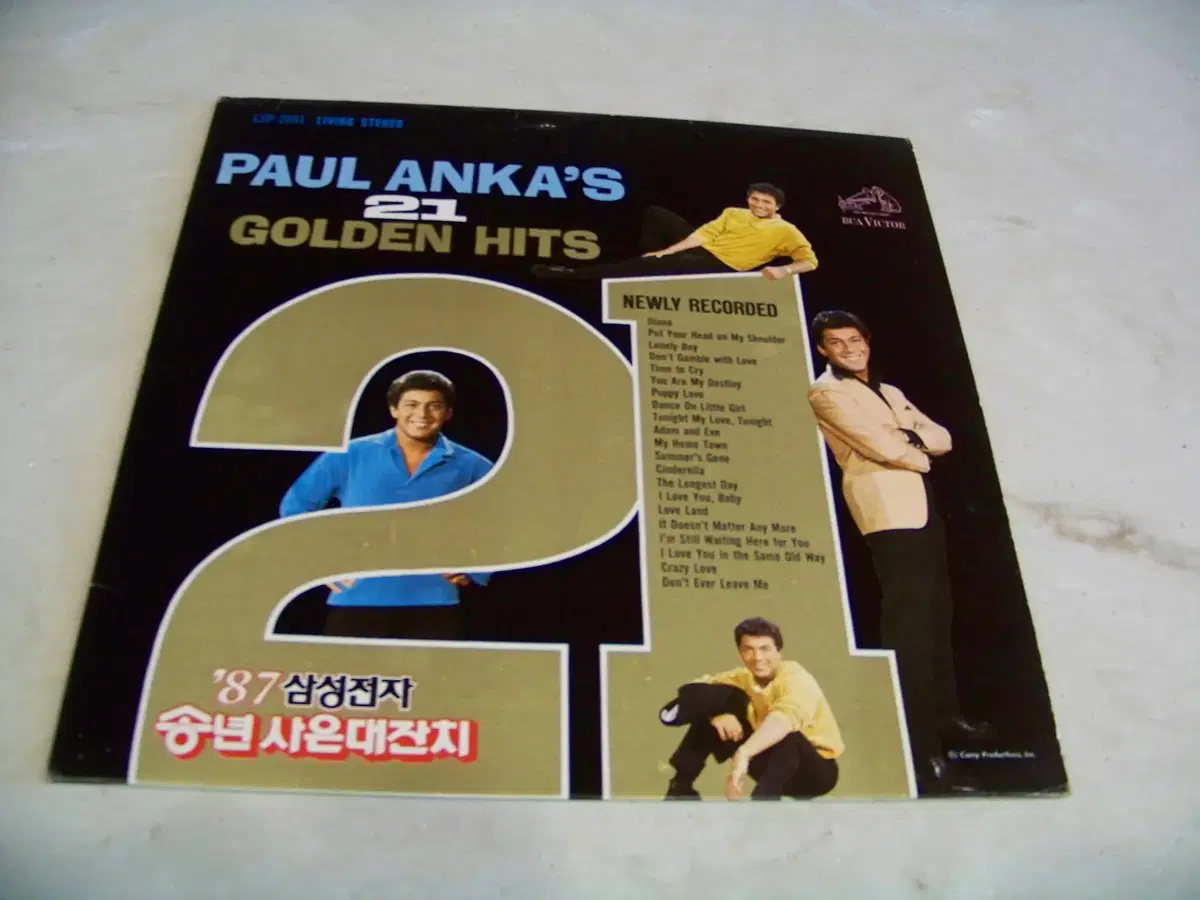 LIVING STEREO
PAUL ANKA'S
21
GOLDEN HITS
RCA VICTOR
21
NEWLY RECORDED
Diana
Put Your Head on My Shoulder
Lonely Boy
Don't Gamble with Love
Time to Cry
You Are My Destiny
Puppy Love
Dance On Little Girl
Tonight My Love, Tonight
Adam and Eve
My Home Town
Summer's Gone
Cinderella
The Longest Day
I Love You, Baby
Love Land
It Doesn't Matter Any More
I'm Still Waiting Here for You
I Love You in the Same Old Way
Crazy Love
Don't Ever Leave Me
'87 삼성전자
송년 사은대잔치
Productions, Inc.